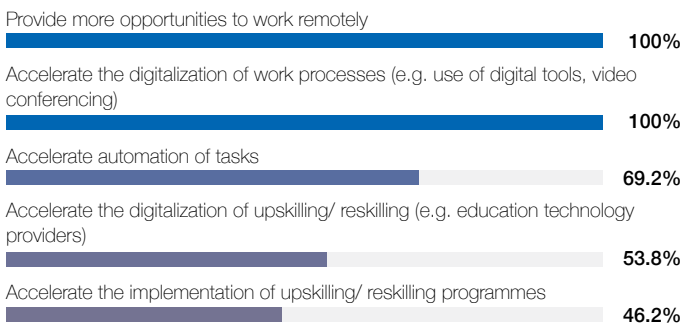 Provide more opportunities to work remotely
100%
Accelerate the digitalization of work processes (e.g. use of digital tools, video
conferencing)
100%
Accelerate automation of tasks
69.2%
Accelerate the digitalization of upskilling/ reskilling (e.g. education technology
providers)
53.8%
Accelerate the implementation of upskilling/ reskilling programmes
46.2%